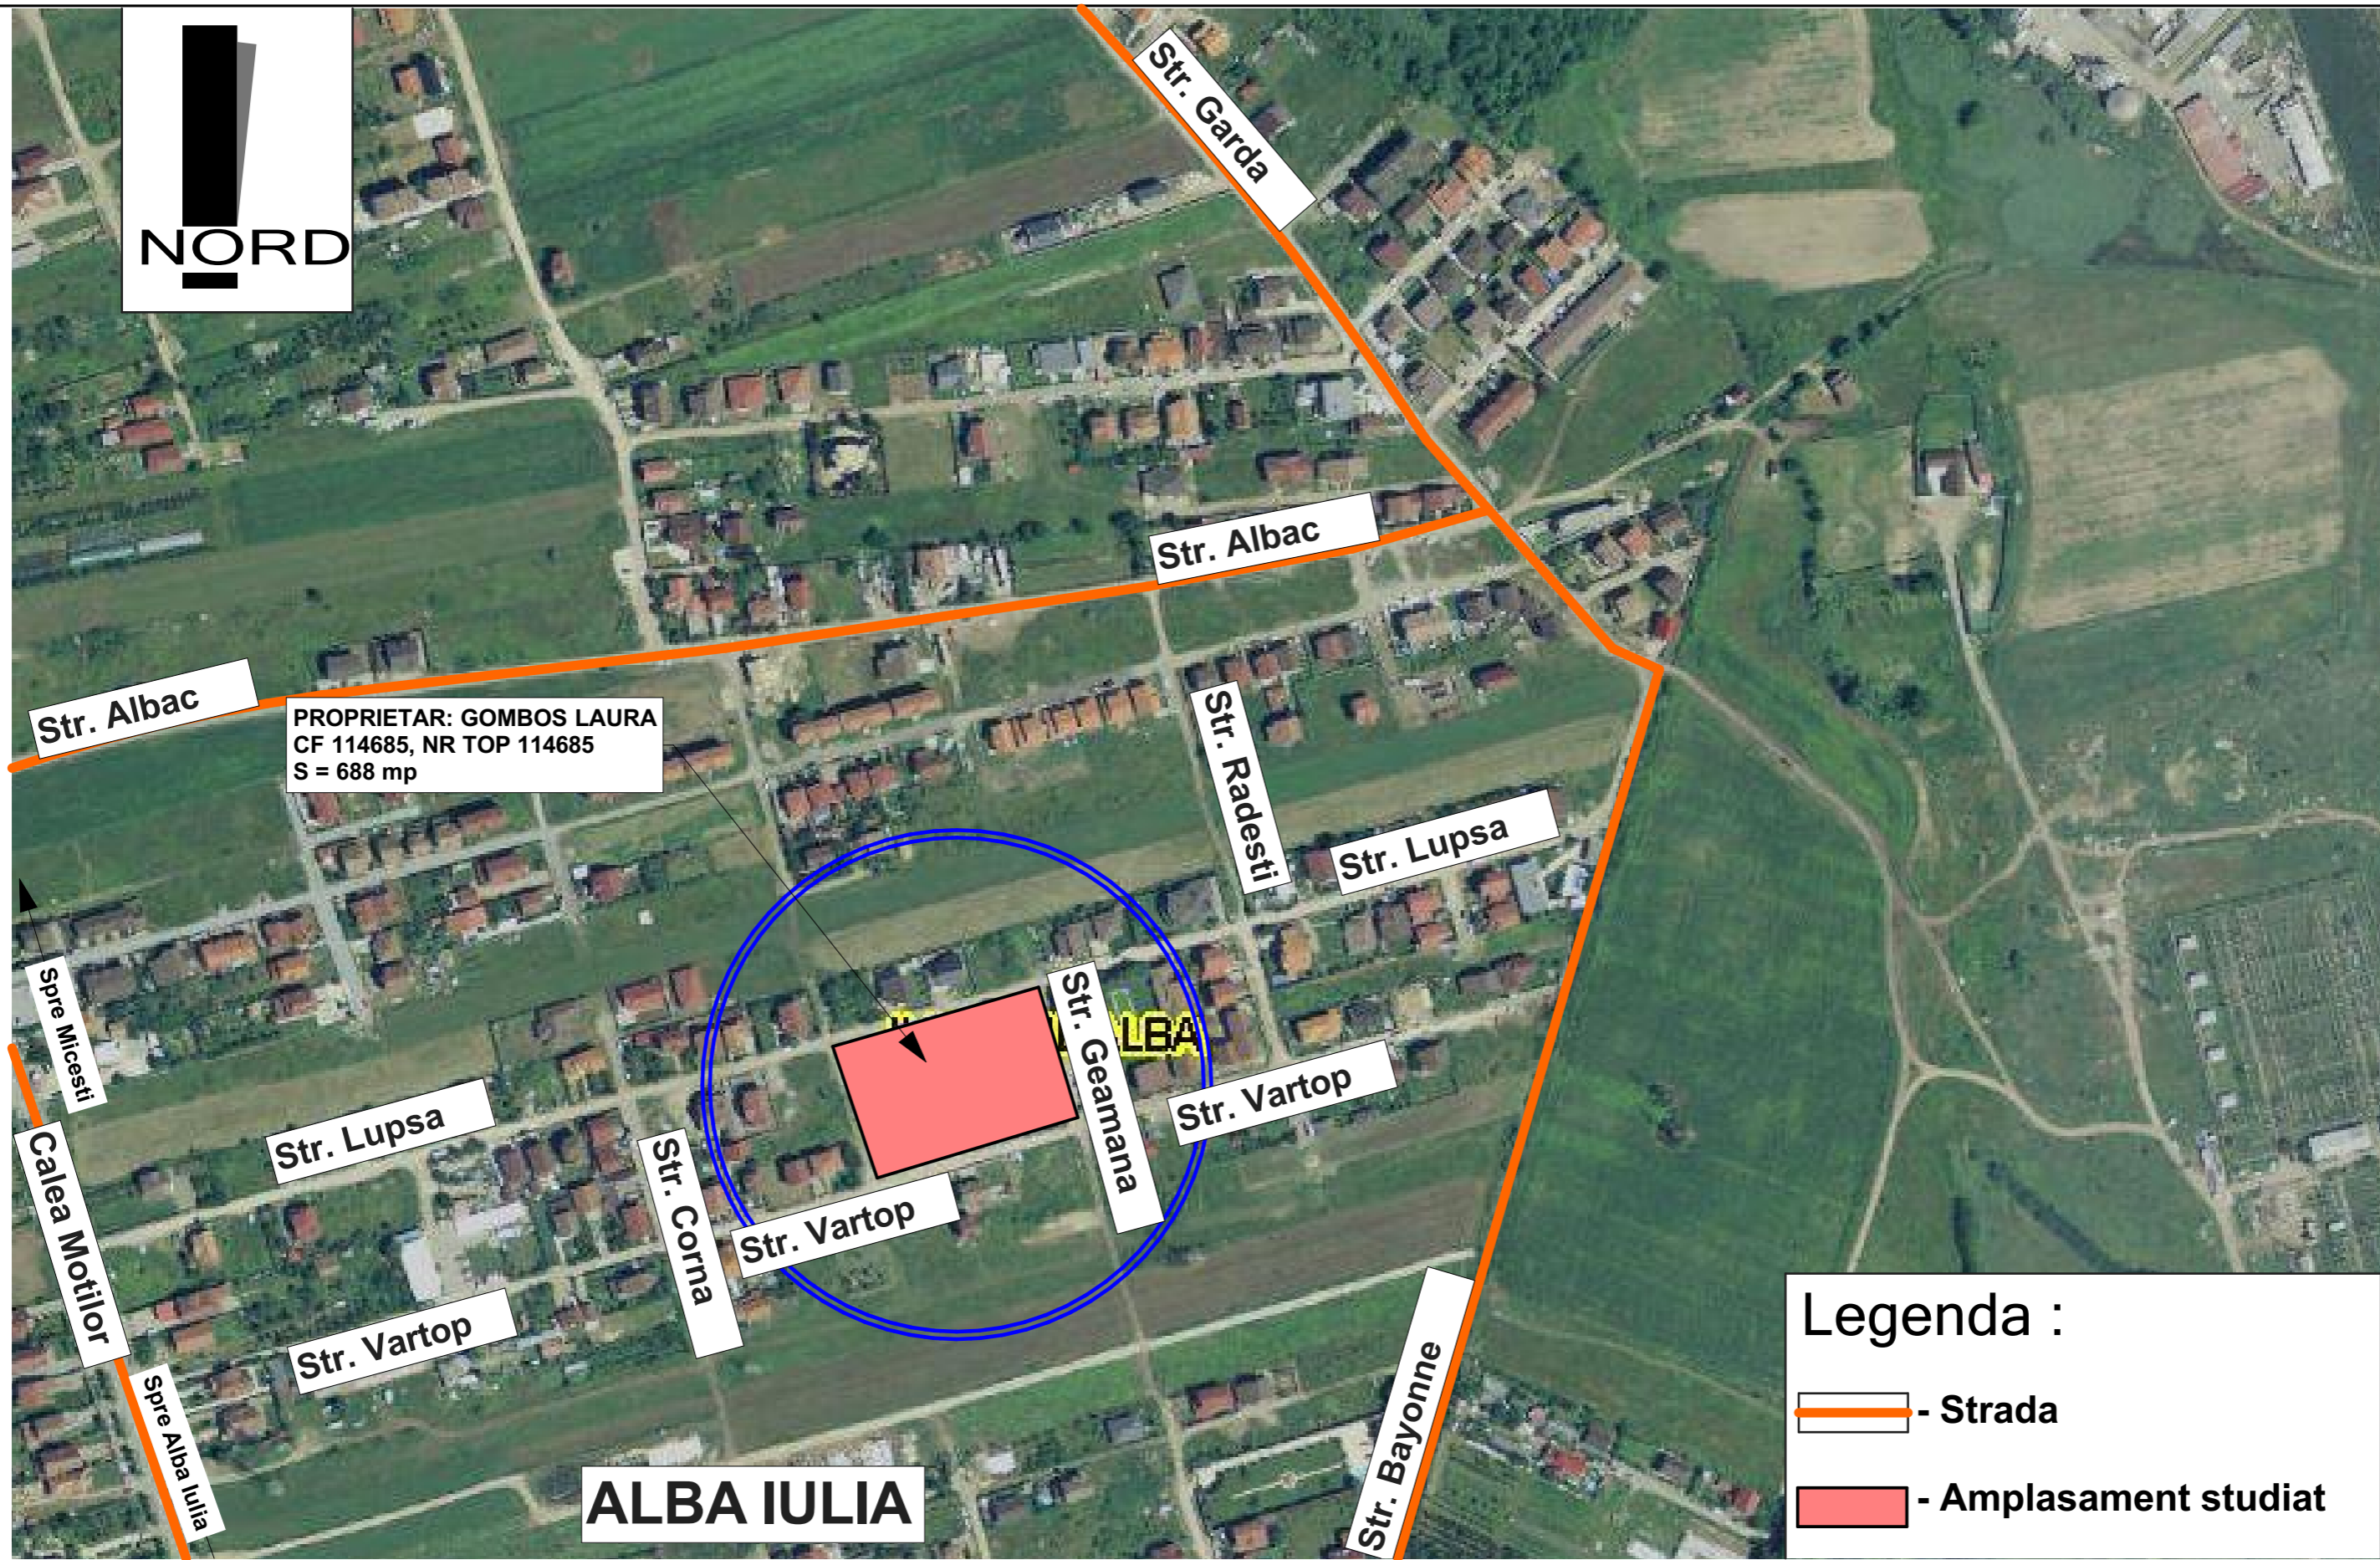 NORD
Str. Garda
Str. Albac
Str. Albac
PROPRIETAR: GOMBOS LAURA
CF 114685, NR TOP 114685
S = 688 mp
Str. Radesti
Str. Lupsa
Spre Micesti
Str. Geamana
LBA
Str. Vartop
Str. Lupsa
Calea Motilor
Str. Corna
Str. Vartop
Str. Vartop
Spre Alba Iulia
Str. Bayonne
ALBA IULIA
Legenda :
- Strada
- Amplasament studiat